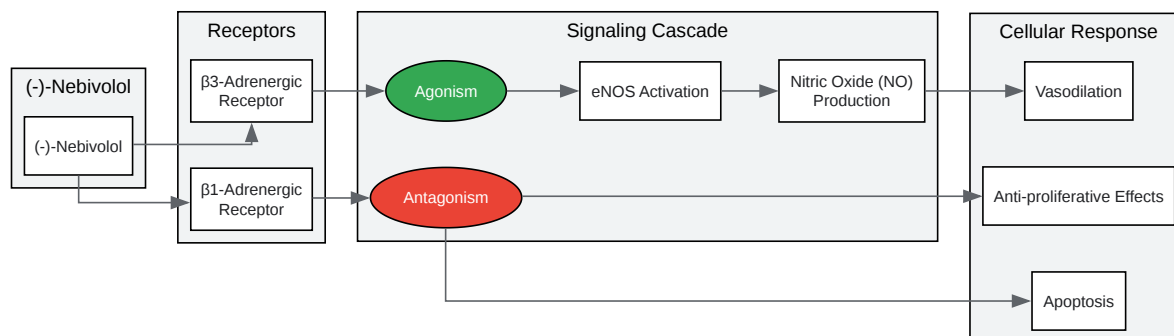 (-)-Nebivolol
(-)-Nebivolol
Receptors
β3-Adrenergic
Receptor
β1-Adrenergic
Receptor
Signaling Cascade
Agonism
eNOS Activation
Nitric Oxide (NO)
Production
Antagonism
Cellular Response
Vasodilation
Anti-proliferative Effects
Apoptosis